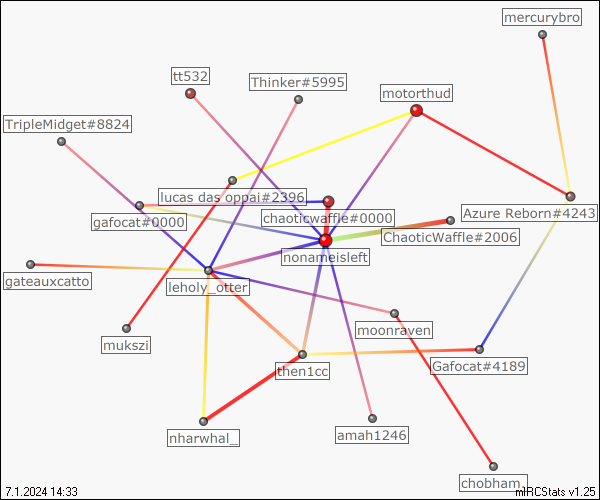 mercurybro
tt532
Thinker#5995
motorthud
TripleMidget#8824
lucas das oppai#2396
gafocat#0000
chaoticwaffle#0000
Azure Reborn#4243
ChaoticWaffle#2006
nonameisleft
gateauxcatto
leholy_otter
moonraven
mukszi
then1cc
Gafocat#4189
nharwhal_
amah1246
chobham_
7.1.2024 14:33
mIRCStats v1.25